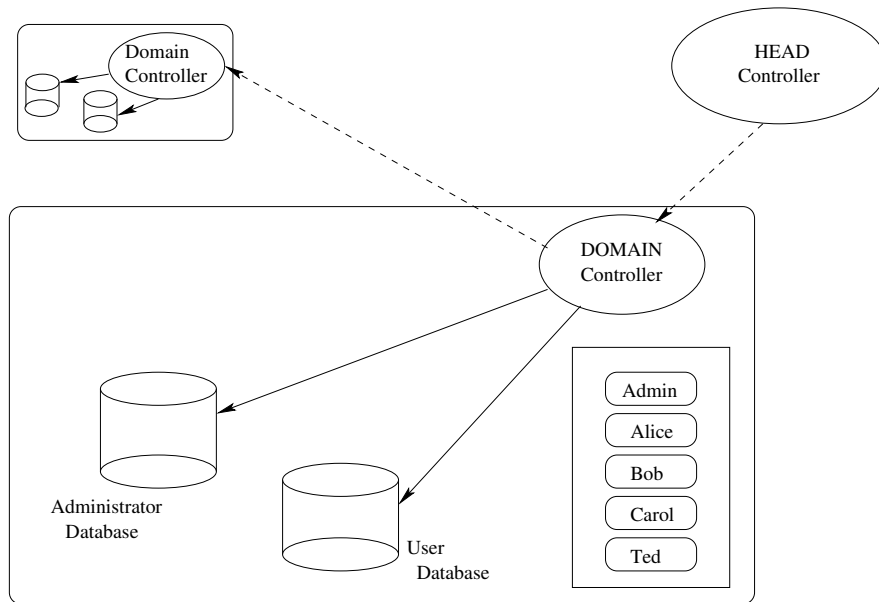 Domain
Controller
HEAD
Controller
DOMAIN
Controller
Admin
Alice
Bob
Carol
Ted
Administrator
Database
User
Database